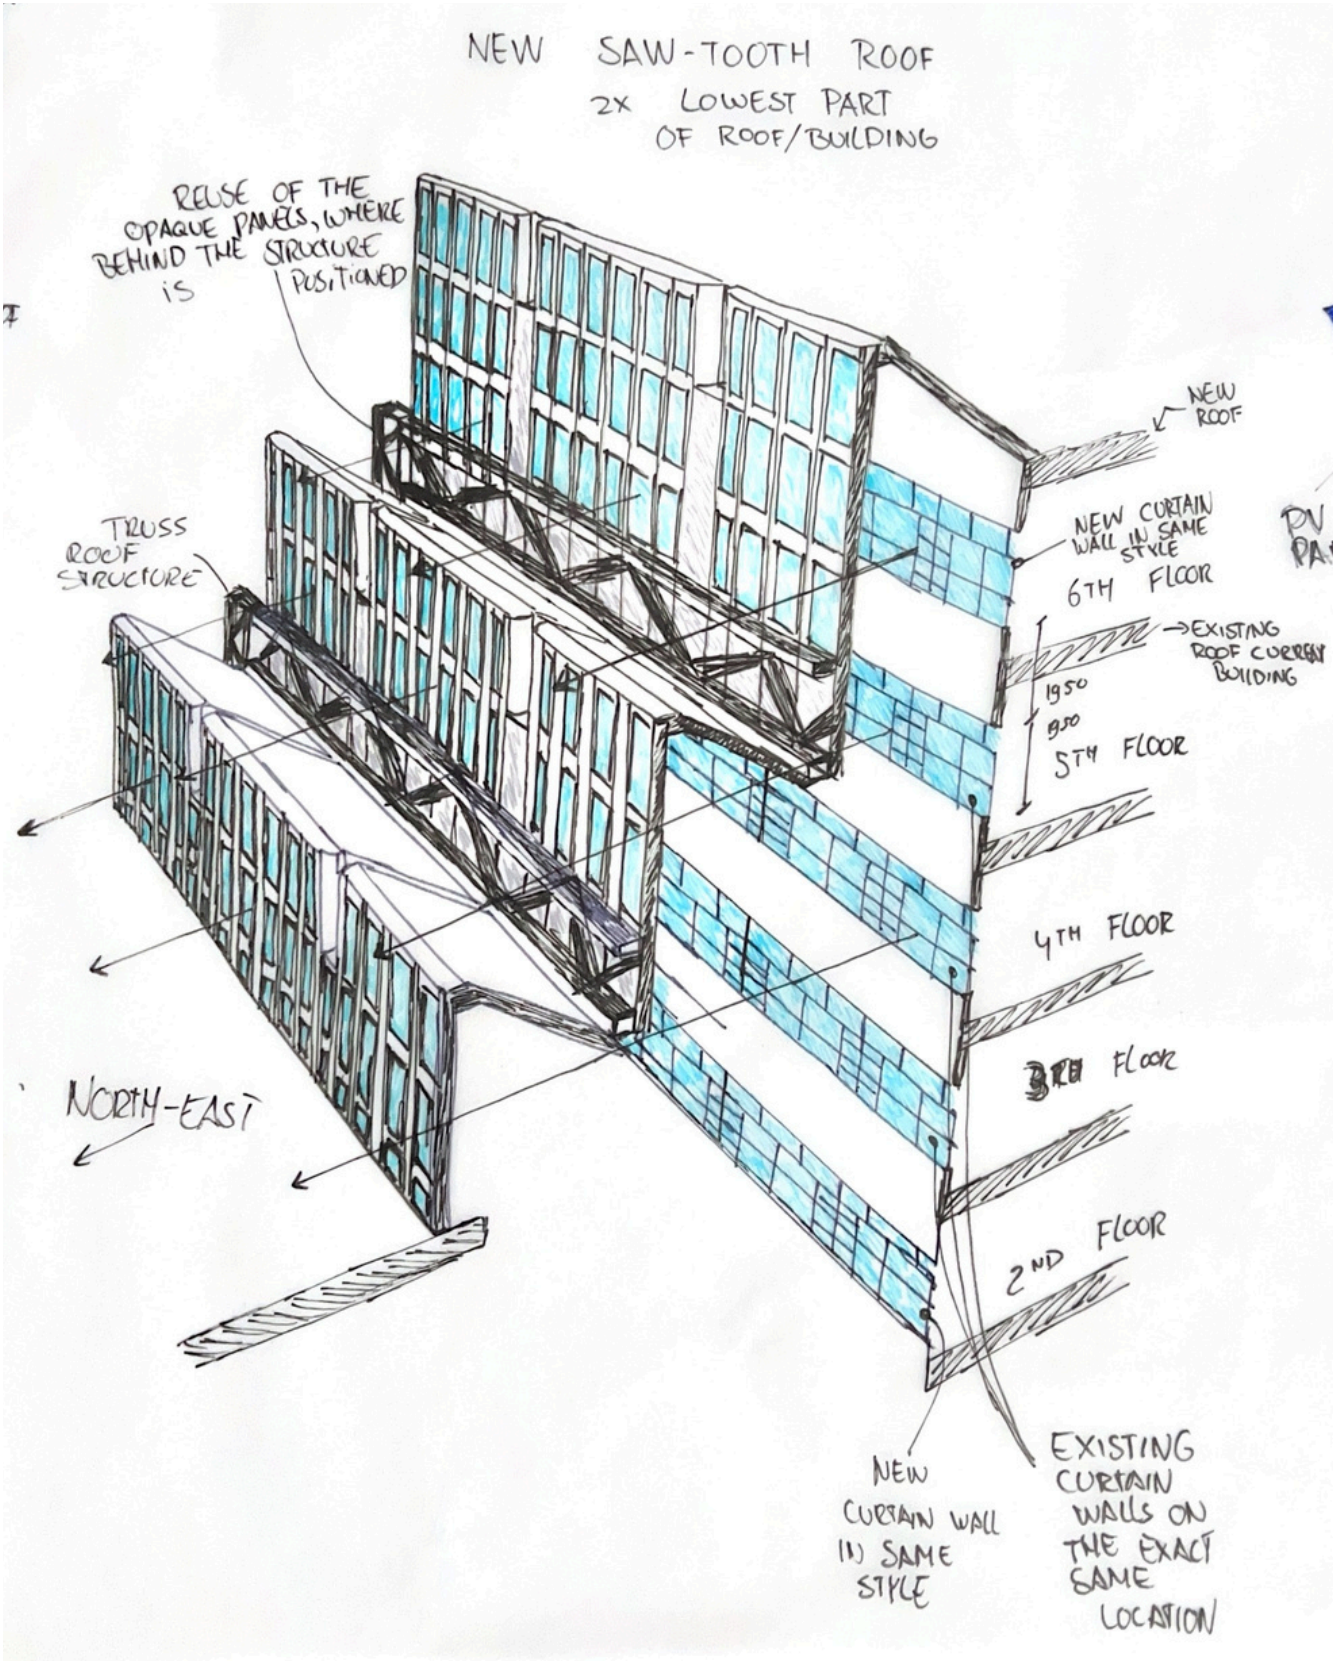 NEW SAW-TOOTH ROOF
2X LOWEST PART
OF ROOF/BUILDING
REUSE OF THE
OPAQUE PANELS, WHERE
BEHIND THE STRUCTURE
IS POSITIONED
TRUSS
ROOF
STRUCTURE
NEW
ROOF
NEW CURTAIN
WALL IN SAME
STYLE
6TH FLOOR
PV
EXISTING
ROOF CURRENT
BUILDING
1950
950
5TH FLOOR
4TH FLOOR
3RD FLOOR
2ND FLOOR
NORTH-EAST
NEW
CURTAIN WALL
IN SAME
STYLE
EXISTING
CURTAIN
WALLS ON
THE EXACT
SAME
LOCATION